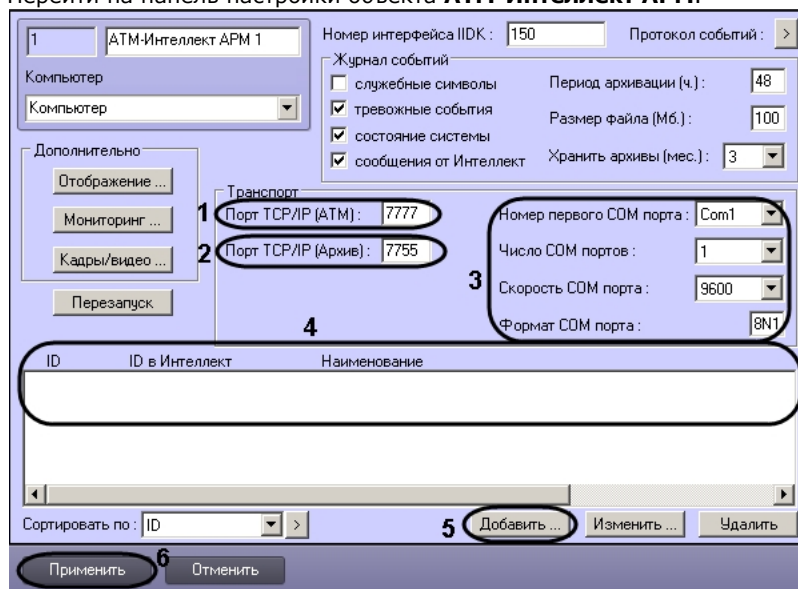 Перейти на панель настройки объекта АТМ-Интеллект АРМ.
1 АТМ-Интеллект АРМ 1
Номер интерфейса IIDK : 150 Протокол событий : >
Компьютер
Компьютер
Журнал событий
служебные символы Период архивации (ч.) : 48
тревожные события Размер файла (Мб.) : 100
состояние системы
сообщения от Интеллект Хранить архивы (мес.) : 3
Дополнительно
Отображение ...
Мониторинг ...
Кадры/видео ...
Перезапуск
Транспорт
1 Порт TCP/IP (АТМ) : 7777
2 Порт TCP/IP (Архив) : 7755
3
Номер первого COM порта : Com1
Число COM портов : 1
Скорость COM порта : 9600
Формат COM порта : 8N1
4
ID ID в Интеллект Наименование
Сортировать по : ID >
5 Добавить ... Изменить ... Удалить
Применить 6 Отменить